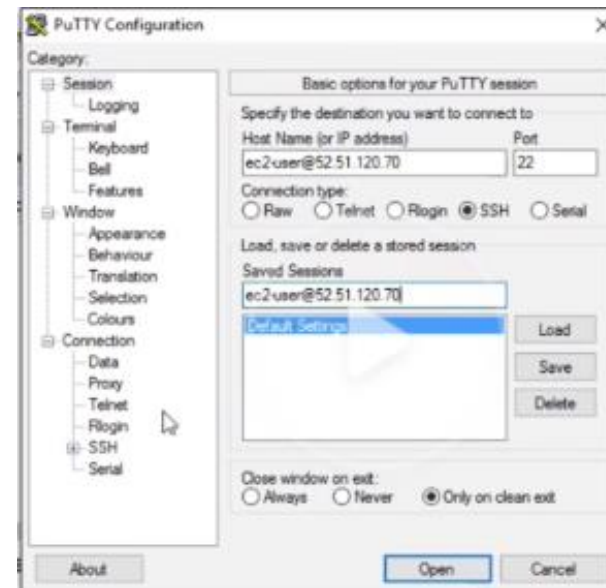 PuTTY Configuration
Category:
Session
Logging
Terminal
Keyboard
Bell
Features
Window
Appearance
Behaviour
Translation
Selection
Colours
Connection
Data
Proxy
Telnet
Rlogin
SSH
Serial
Basic options for your PuTTY session
Specify the destination you want to connect to
Host Name (or IP address) Port
ec2-user@52.51.120.70 22
Connection type:
Raw Telnet Rlogin SSH Serial
Load, save or delete a stored session
Saved Sessions
ec2-user@52.51.120.70
Default Settings
Load
Save
Delete
Close window on exit:
Always Never Only on clean exit
About Open Cancel